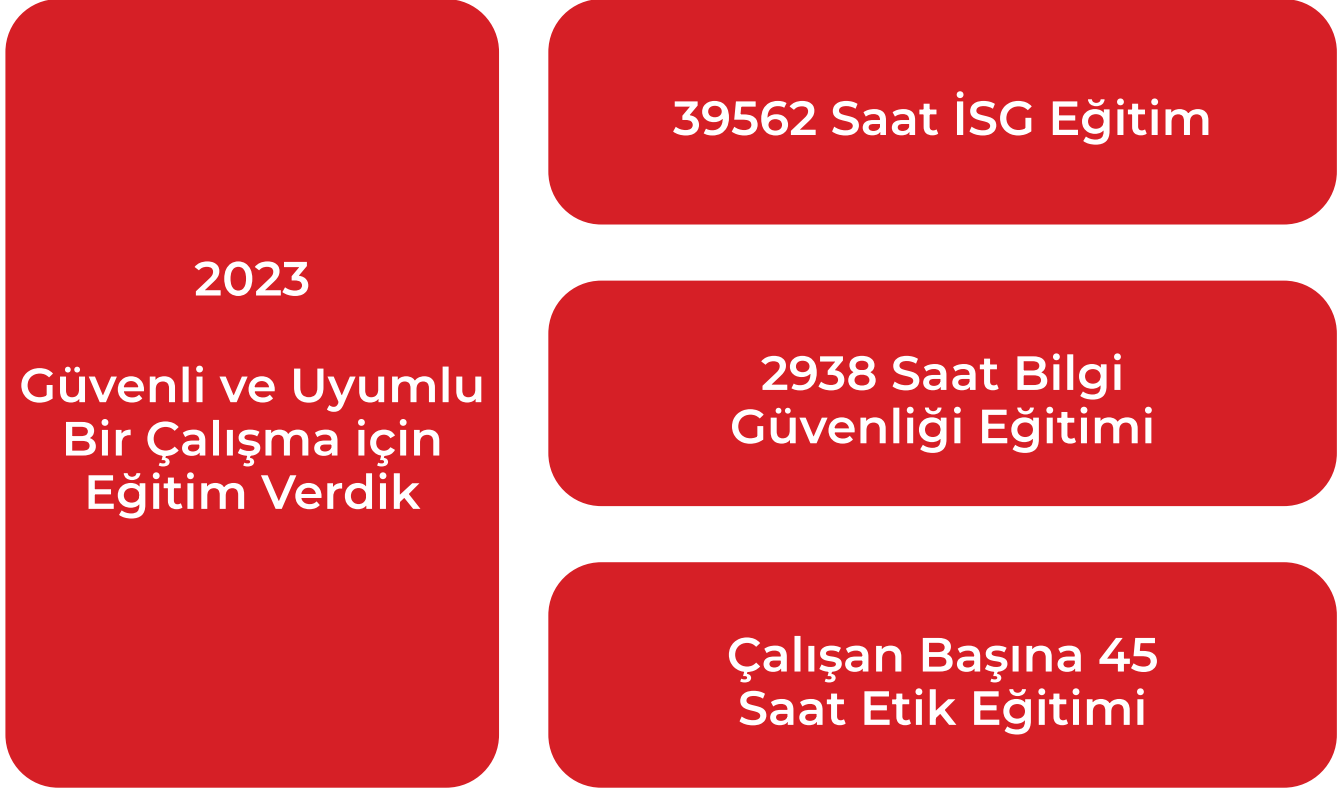 2023
Güvenli ve Uyumlu
Bir Çalışma için
Eğitim Verdik
39562 Saat İSG Eğitim
2938 Saat Bilgi
Güvenliği Eğitimi
Çalışan Başına 45
Saat Etik Eğitimi